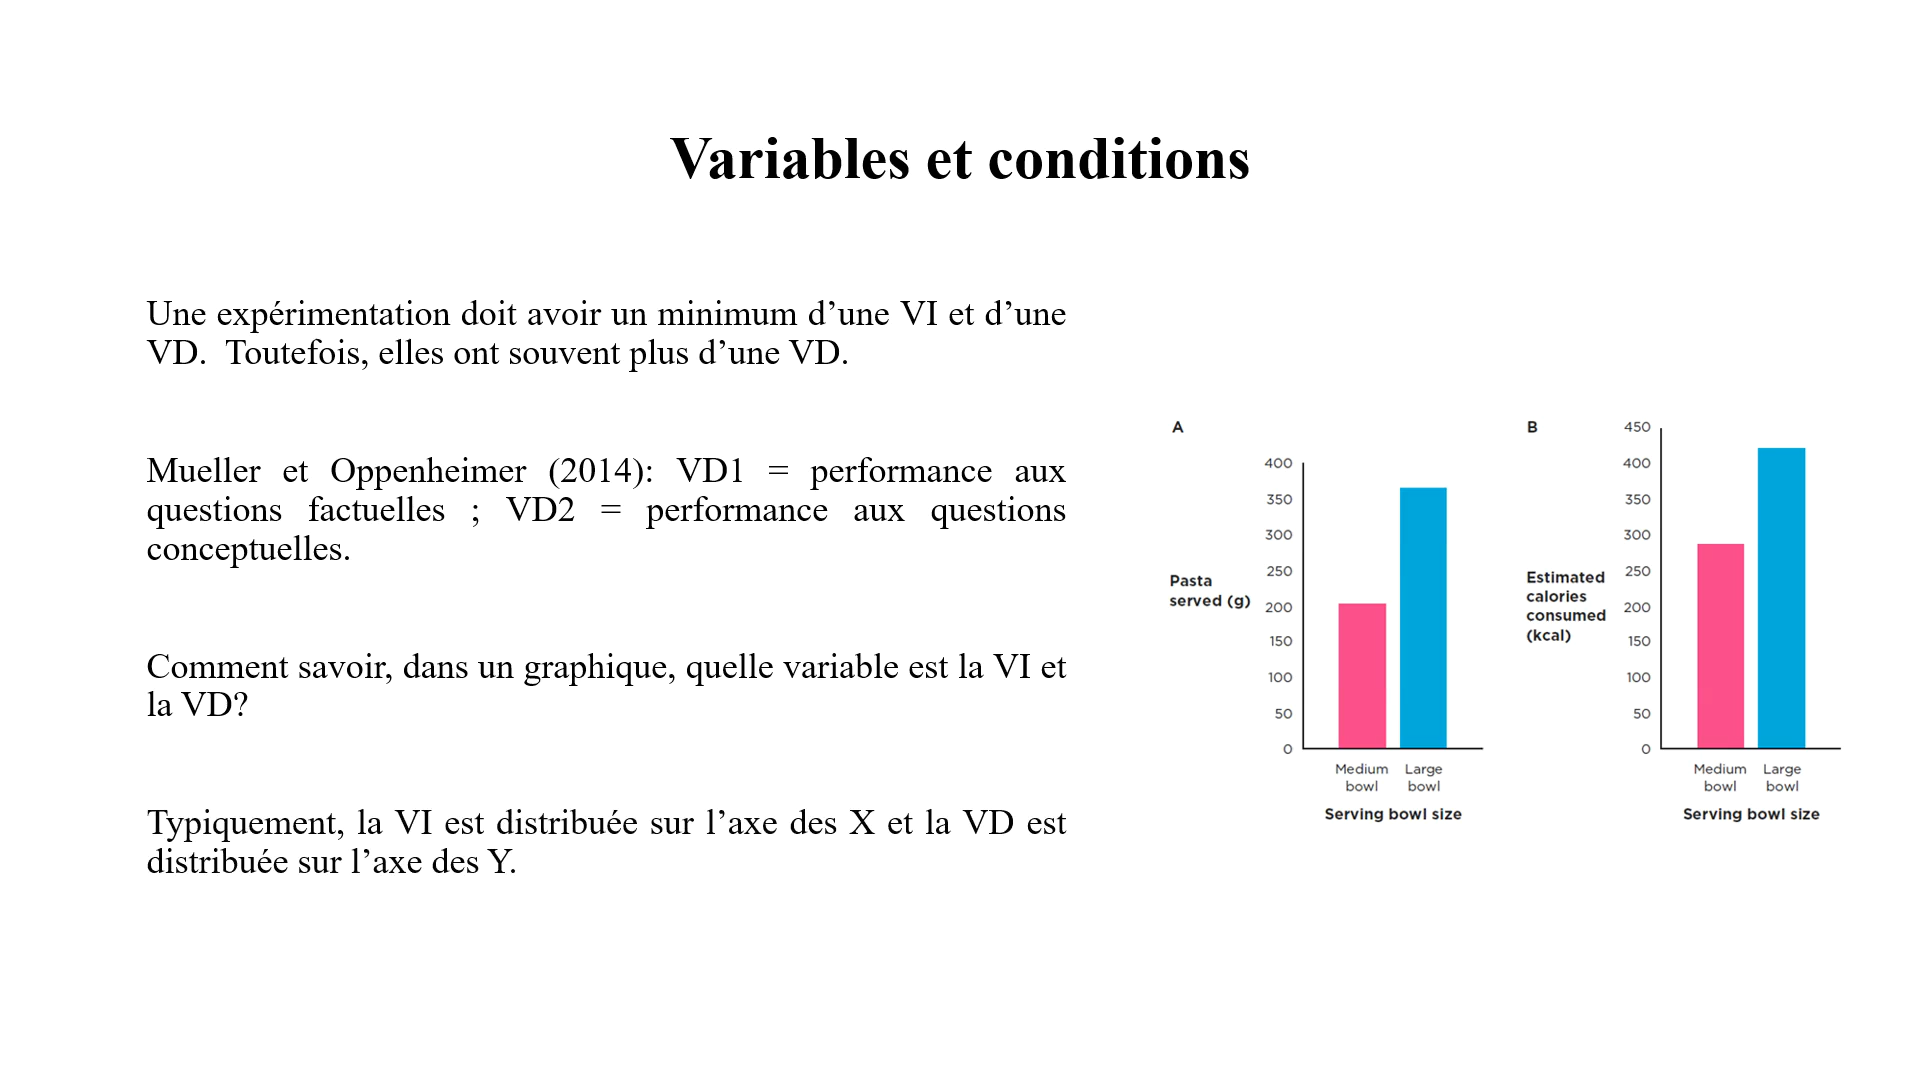 Variables et conditions
Une expérimentation doit avoir un minimum d’une VI et d’une
VD.  Toutefois, elles ont souvent plus d’une VD.
Mueller et Oppenheimer (2014): VD1 = performance aux
questions factuelles ; VD2 = performance aux questions
conceptuelles.
Comment savoir, dans un graphique, quelle variable est la VI et
la VD?
Typiquement, la VI est distribuée sur l’axe des X et la VD est
distribuée sur l’axe des Y.
A
400
350
300
250
200
150
100
50
0
Pasta
served (g)
Medium
bowl
Large
bowl
Serving bowl size
B
450
400
350
300
250
200
150
100
50
0
Estimated
calories
consumed
(kcal)
Medium
bowl
Large
bowl
Serving bowl size